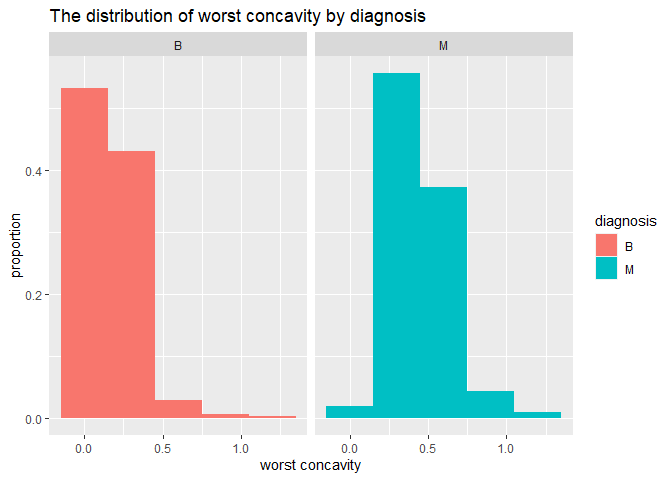 The distribution of worst concavity by diagnosis
B
M
proportion
0.4
0.2
0.0
0.0
0.5
1.0
0.0
0.5
1.0
worst concavity
diagnosis
B
M